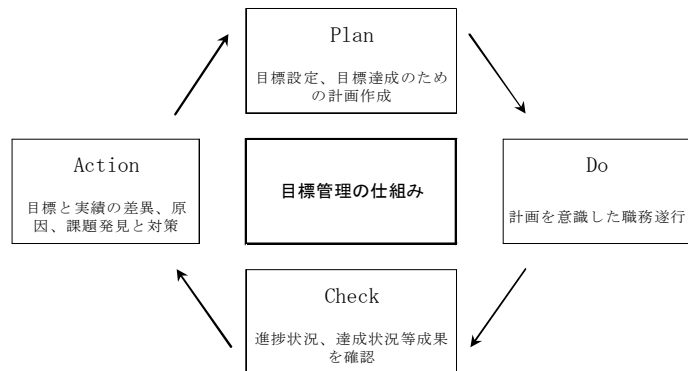 Plan
目標設定、目標達成のため
の計画作成
Action
目標と実績の差異、原
因、課題発見と対策
目標管理の仕組み
Do
計画を意識した職務遂行
Check
進捗状況、達成状況等成果
を確認